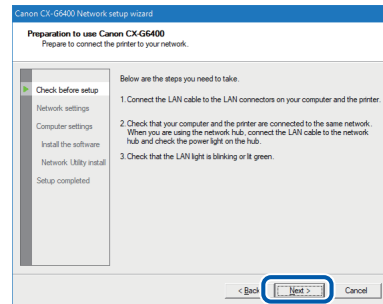 Canon CX-G6400 Network setup wizard
Preparation to use Canon CX-G6400
Prepare to connect the printer to your network.
Check before setup
Network settings
Computer settings
Install the software
Network Utility install
Setup completed
Below are the steps you need to take.
1. Connect the LAN cable to the LAN connectors on your computer and the printer.
2. Check that your computer and the printer are connected to the same network.
When you are using the network hub, connect the LAN cable to the network
hub and check the power light on the hub.
3. Check that the LAN light is blinking or lit green.
< Back Next > Cancel